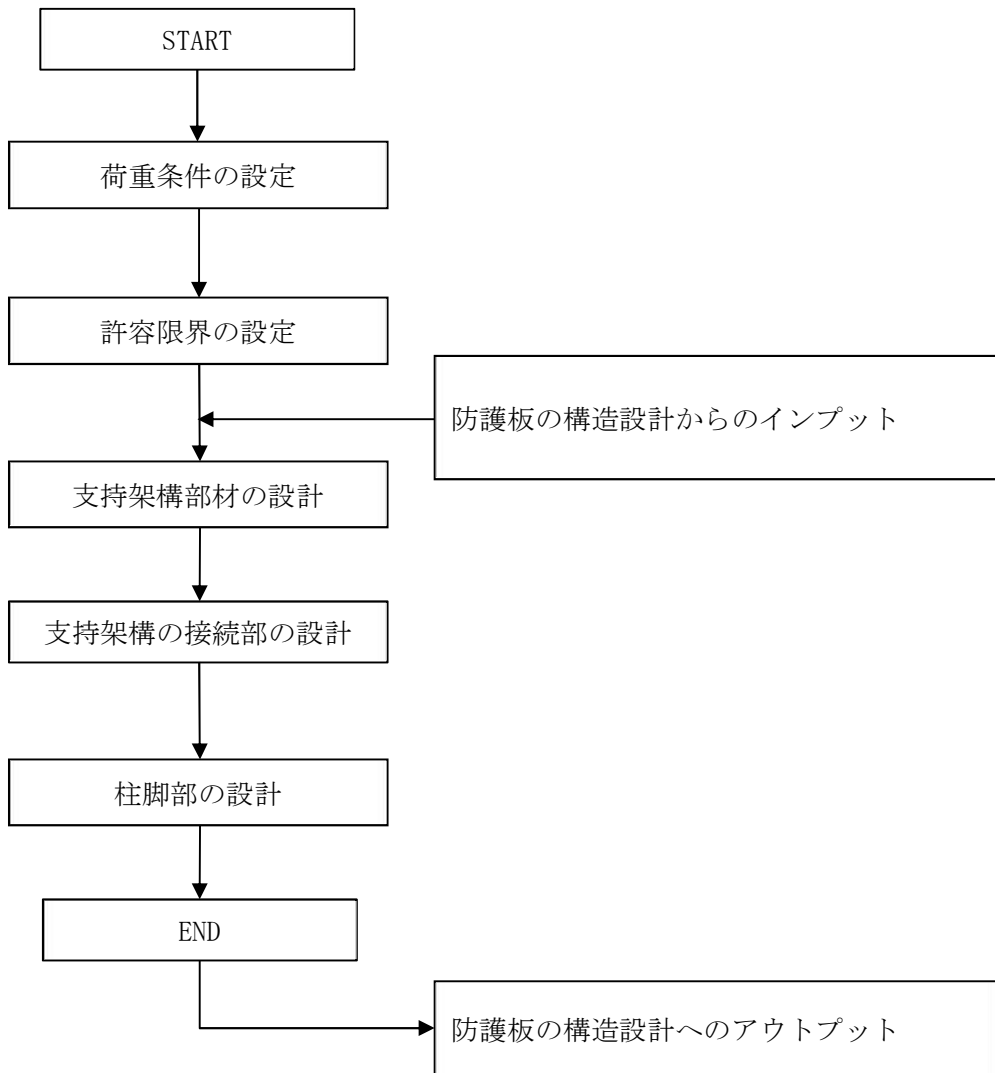 START
荷重条件の設定
許容限界の設定
防護板の構造設計からのインプット
支持架構部材の設計
支持架構の接続部の設計
柱脚部の設計
END
防護板の構造設計へのアウトプット